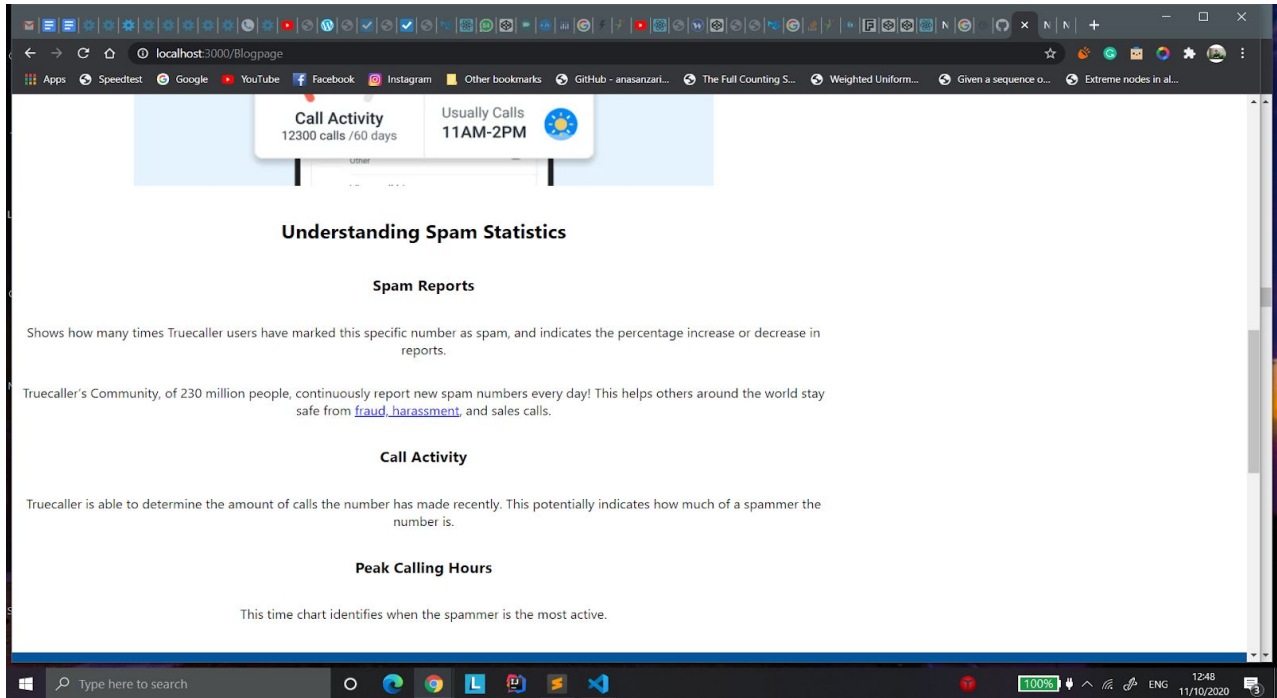 N
N
N
localhost:3000/Blogpage
Apps
Speedtest
Google
YouTube
Facebook
Instagram
Other bookmarks
GitHub - anasanzari...
The Full Counting S...
Weighted Uniform...
Given a sequence o...
Extreme nodes in al...
Call Activity
12300 calls /60 days
Usually Calls
11AM-2PM
Other
Understanding Spam Statistics
Spam Reports
Shows how many times Truecaller users have marked this specific number as spam, and indicates the percentage increase or decrease in
reports.
Truecaller's Community, of 230 million people, continuously report new spam numbers every day! This helps others around the world stay
safe from fraud, harassment, and sales calls.
Call Activity
Truecaller is able to determine the amount of calls the number has made recently. This potentially indicates how much of a spammer the
number is.
Peak Calling Hours
This time chart identifies when the spammer is the most active.
Type here to search
100%
ENG
12:48
11/10/2020
3